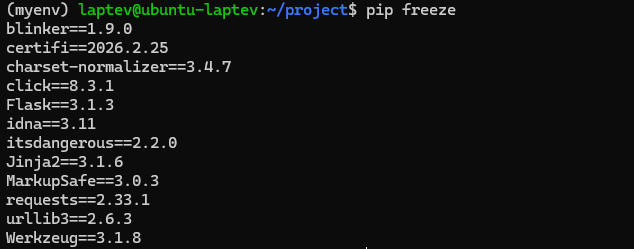 (myenv) laptev@ubuntu-laptev:~/project$ pip freeze
blinker==1.9.0
certifi==2026.2.25
charset-normalizer==3.4.7
click==8.3.1
Flask==3.1.3
idna==3.11
itsdangerous==2.2.0
Jinja2==3.1.6
MarkupSafe==3.0.3
requests==2.33.1
urllib3==2.6.3
Werkzeug==3.1.8